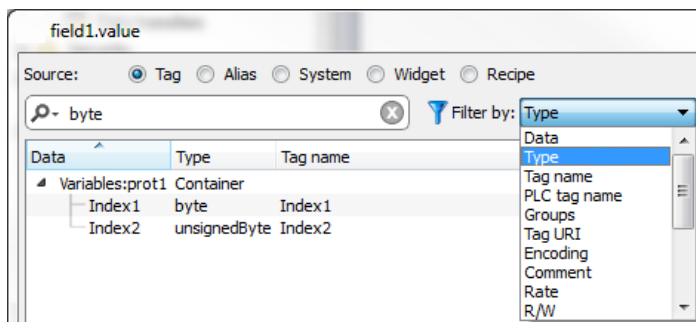 field1.value
Source: Tag Alias System Widget Recipe
byte Filter by: Type
Data Type Tag name
Variables:prot1 Container
Index1 byte Index1
Index2 unsignedByte Index2
Data
Type
Tag name
PLC tag name
Groups
Tag URI
Encoding
Comment
Rate
R/W